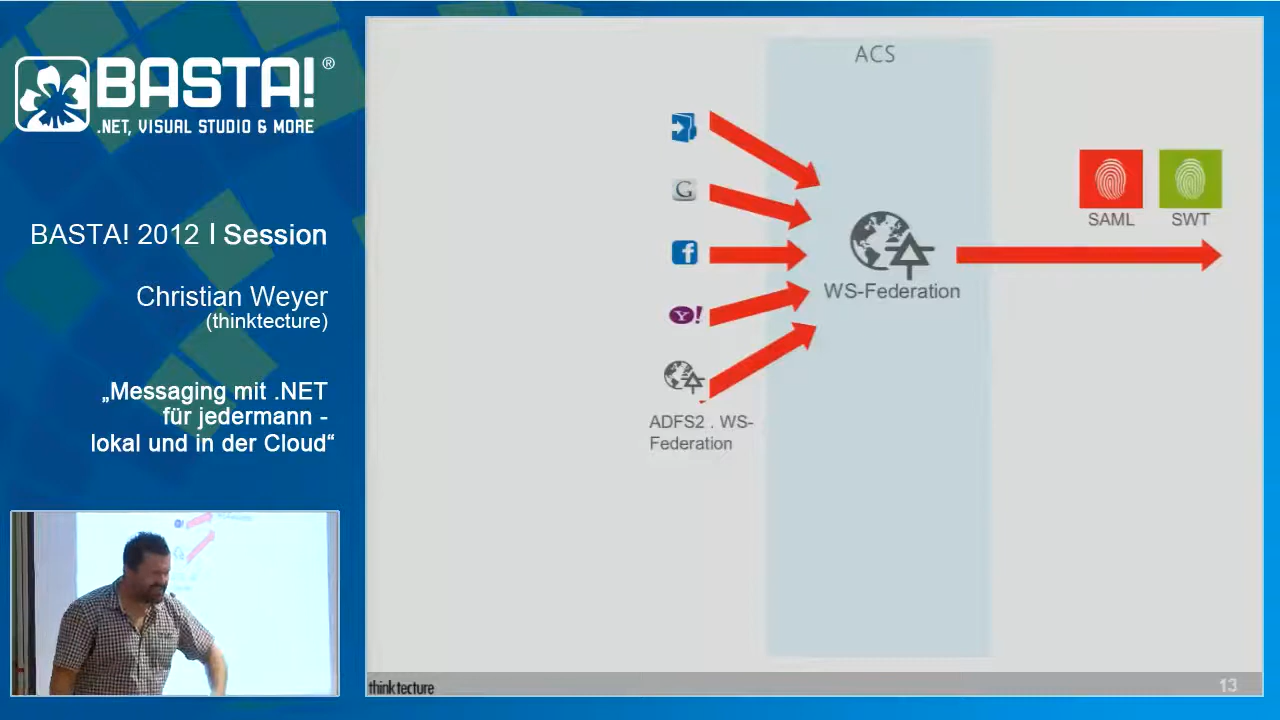 BASTA!®
.NET, VISUAL STUDIO & MORE
BASTA! 2012 | Session
Christian Weyer
(thinktecture)
„Messaging mit .NET
für jedermann -
lokal und in der Cloud“
ACS
G
f
Y!
ADFS2 . WS-
Federation
WS-Federation
SAML
SWT
thinktecture
13